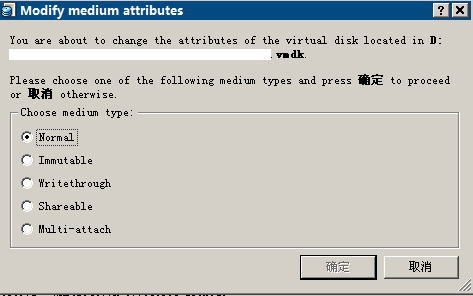 Modify medium attributes
You are about to change the attributes of the virtual disk located in D:
.vmdk.
Please choose one of the following medium types and press 确定 to proceed
or 取消 otherwise.
Choose medium type:
Normal
Immutable
Writethrough
Shareable
Multi-attach
确定 取消